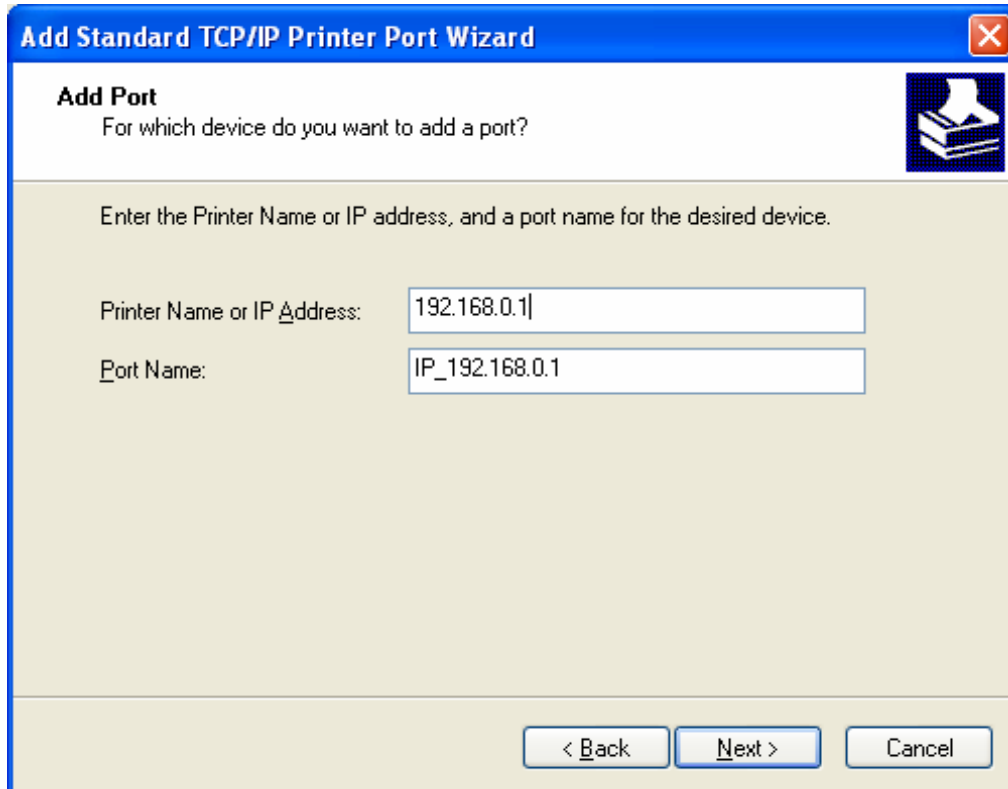 Add Standard TCP/IP Printer Port Wizard
Add Port
For which device do you want to add a port?
Enter the Printer Name or IP address, and a port name for the desired device.
Printer Name or IP Address: 192.168.0.1
Port Name: IP_192.168.0.1
< Back Next > Cancel